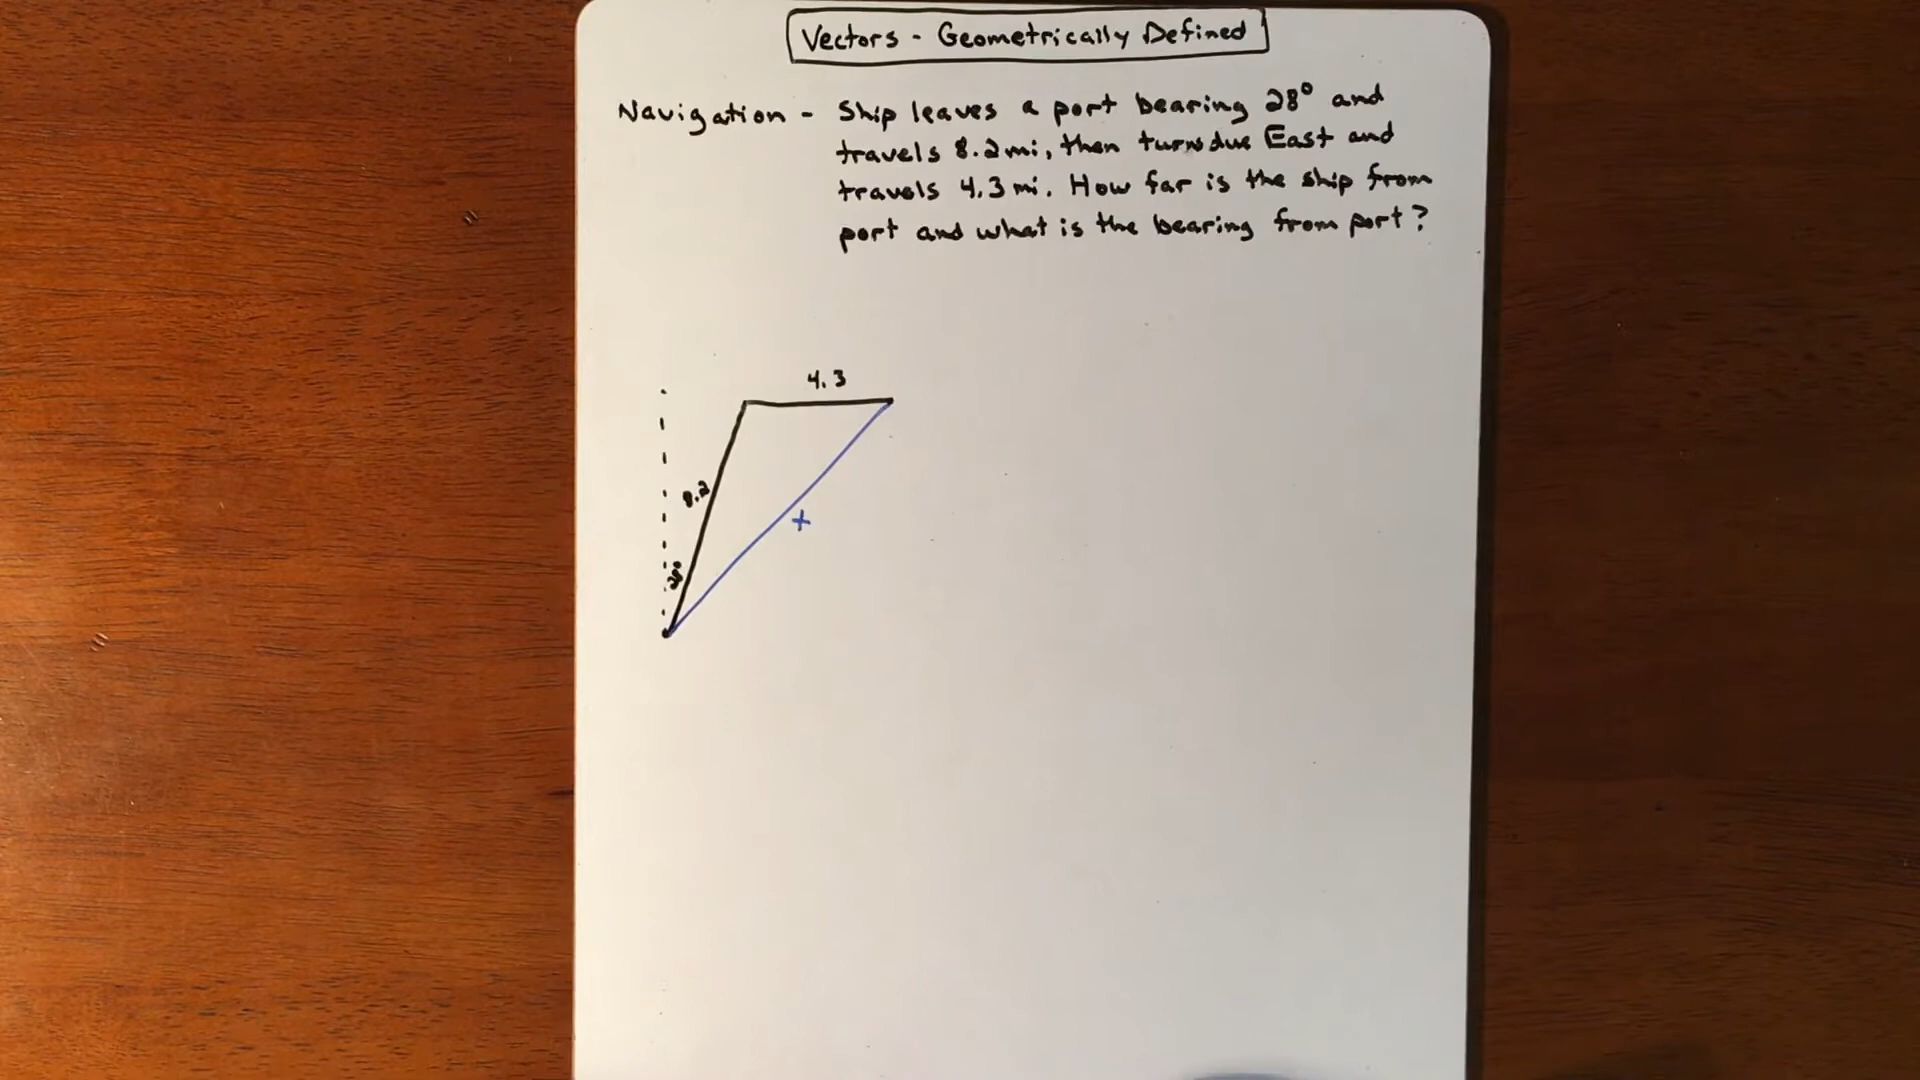 Vectors - Geometrically Defined
Navigation - Ship leaves a port bearing 28° and
travels 8.2 mi, then turns due East and
travels 4.3 mi. How far is the ship from
port and what is the bearing from port?
4.3
8.2
28°
+